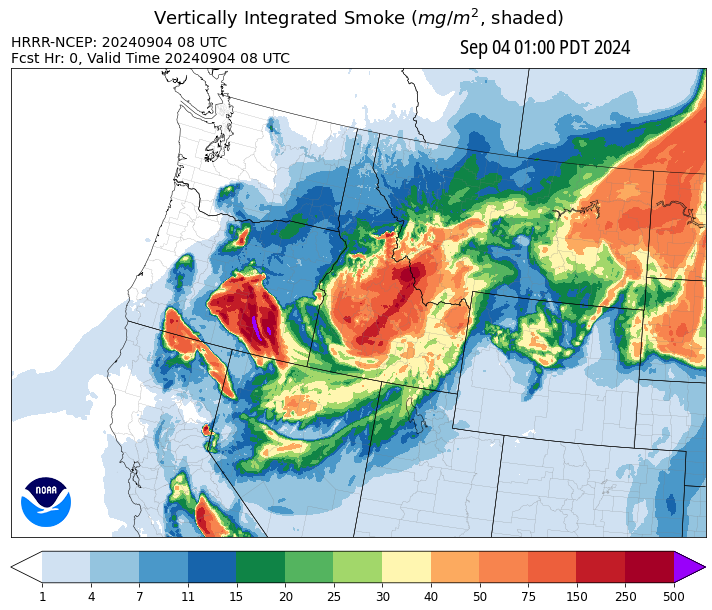 Vertically Integrated Smoke (mg/m², shaded)
HRRR-NCEP: 20240904 08 UTC
Fcst Hr: 0, Valid Time 20240904 08 UTC
Sep 04 01:00 PDT 2024
NOAA
1 4 7 11 15 20 25 30 40 50 75 150 250 500